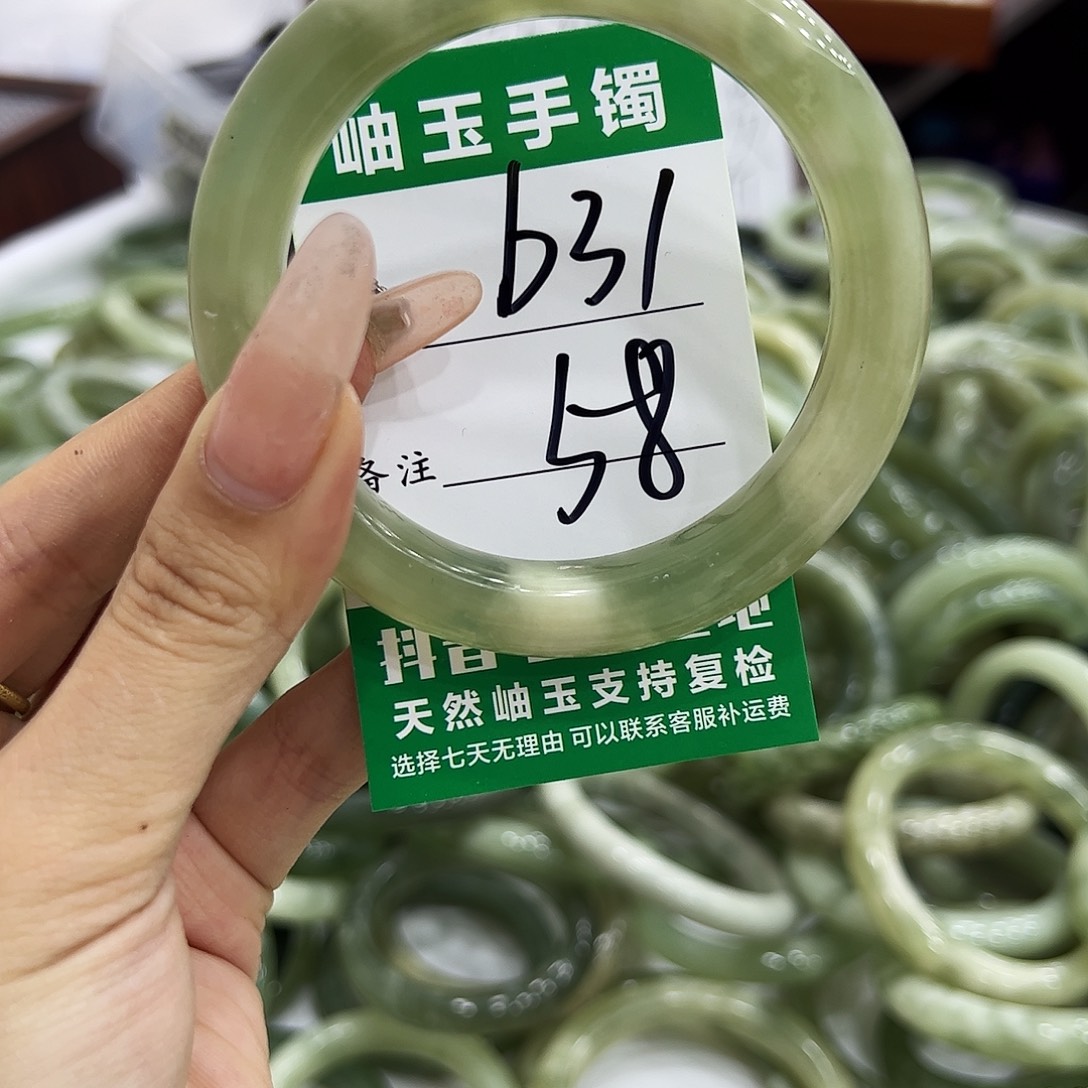 岫玉手镯
b31
58
备注
抖音
天然岫玉支持复检
选择七天无理由 可以联系客服补运费